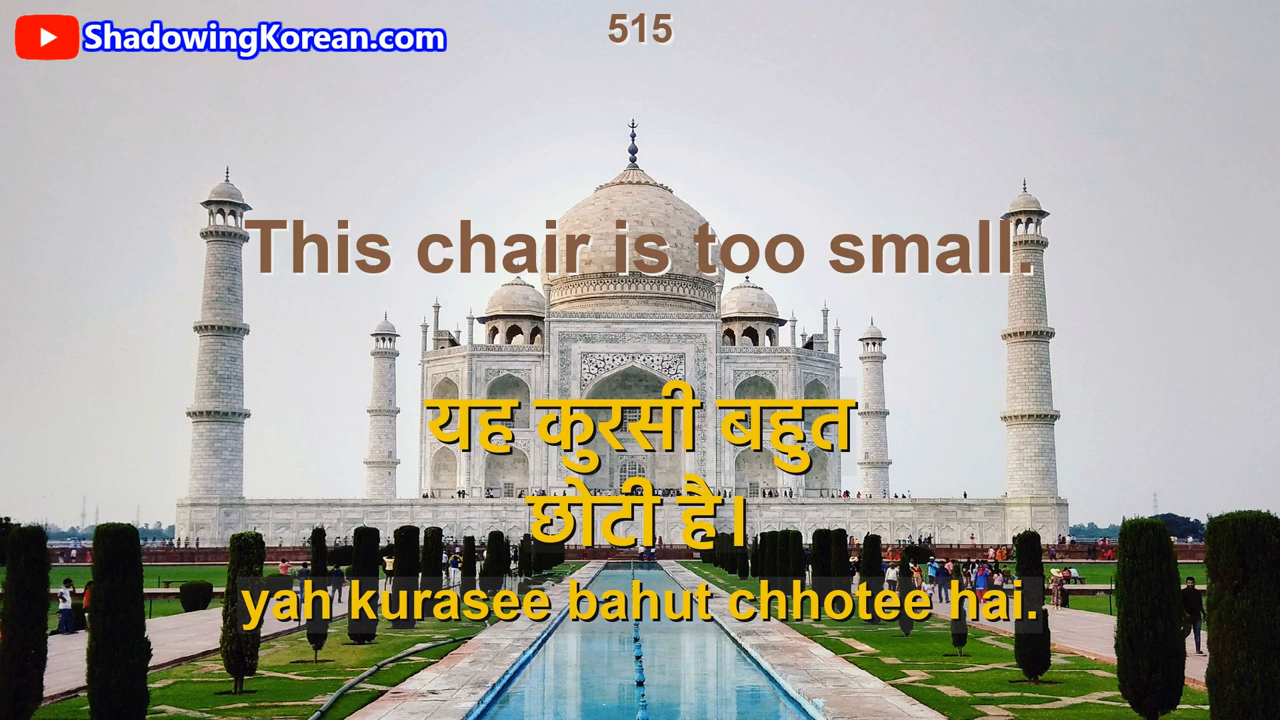 ShadowingKorean.com
515
This chair is too small.
यह कुरसी बहुत
छोटी है।
yah kurasee bahut chhotee hai.